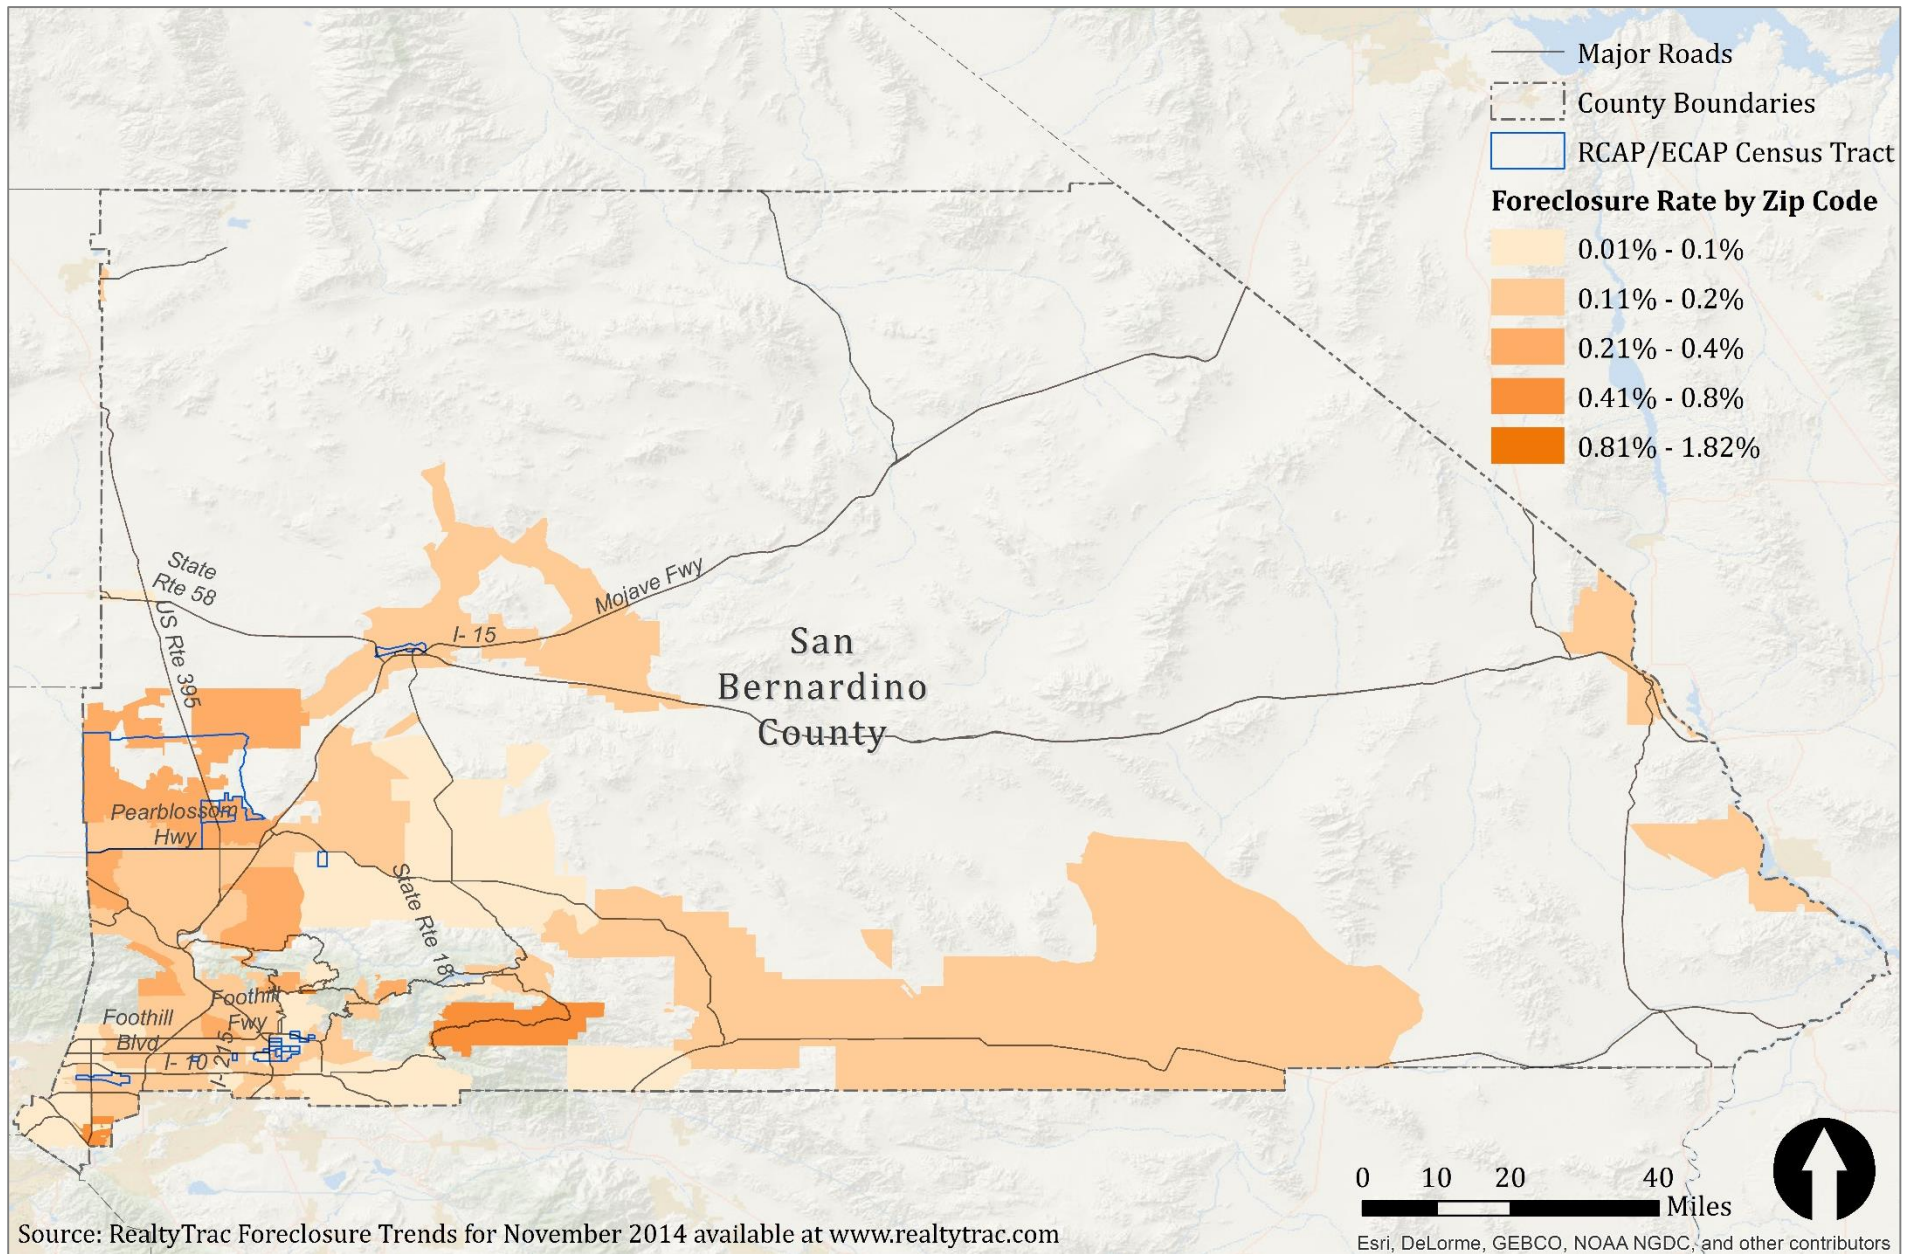 Major Roads
County Boundaries
RCAP/ECAP Census Tract
Foreclosure Rate by Zip Code
0.01% - 0.1%
0.11% - 0.2%
0.21% - 0.4%
0.41% - 0.8%
0.81% - 1.82%
State
Rte 58
US Rte 395
Mojave Fwy
I- 15
San
Bernardino
County
Pearblossom
Hwy
State Rte 18
Foothill
Fwy
Foothill
Blvd
I- 10
I- 215
0 10 20 40
Miles
Source: RealtyTrac Foreclosure Trends for November 2014 available at www.realtytrac.com
Esri, DeLorme, GEBCO, NOAA NGDC, and other contributors